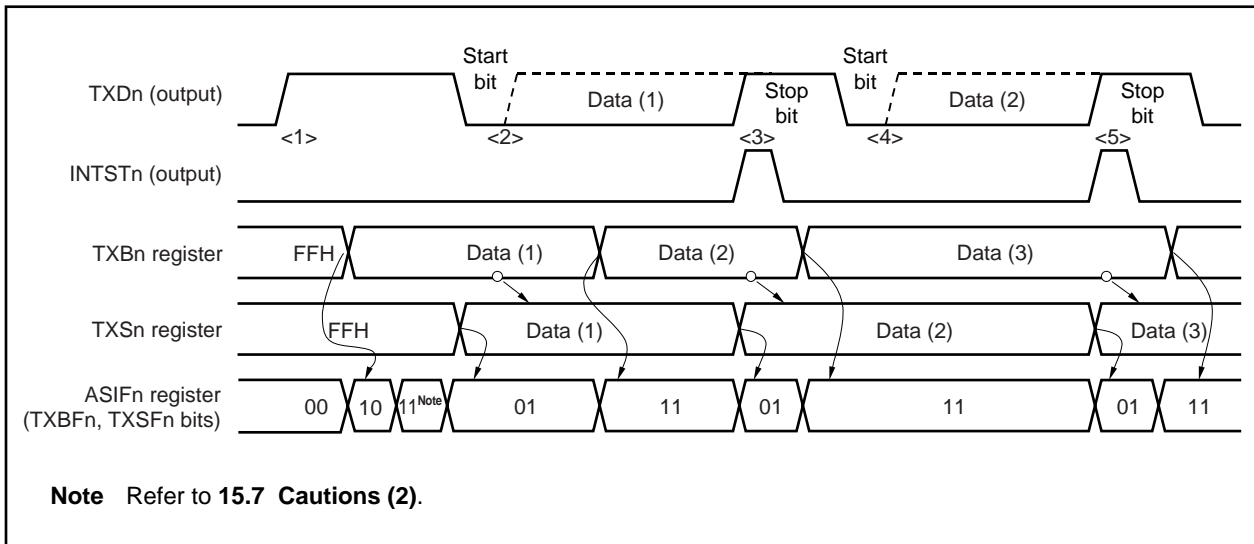 Start bit
Start bit
TXDn (output)
Data (1)
Stop bit
Data (2)
Stop bit
<1>
<2>
<3>
<4>
<5>
INTSTn (output)
TXBn register
FFH
Data (1)
Data (2)
Data (3)
TXSn register
FFH
Data (1)
Data (2)
Data (3)
ASIFn register
(TXBFn, TXSFn bits)
00
10
11Note
01
11
01
11
01
11
Note Refer to 15.7 Cautions (2).